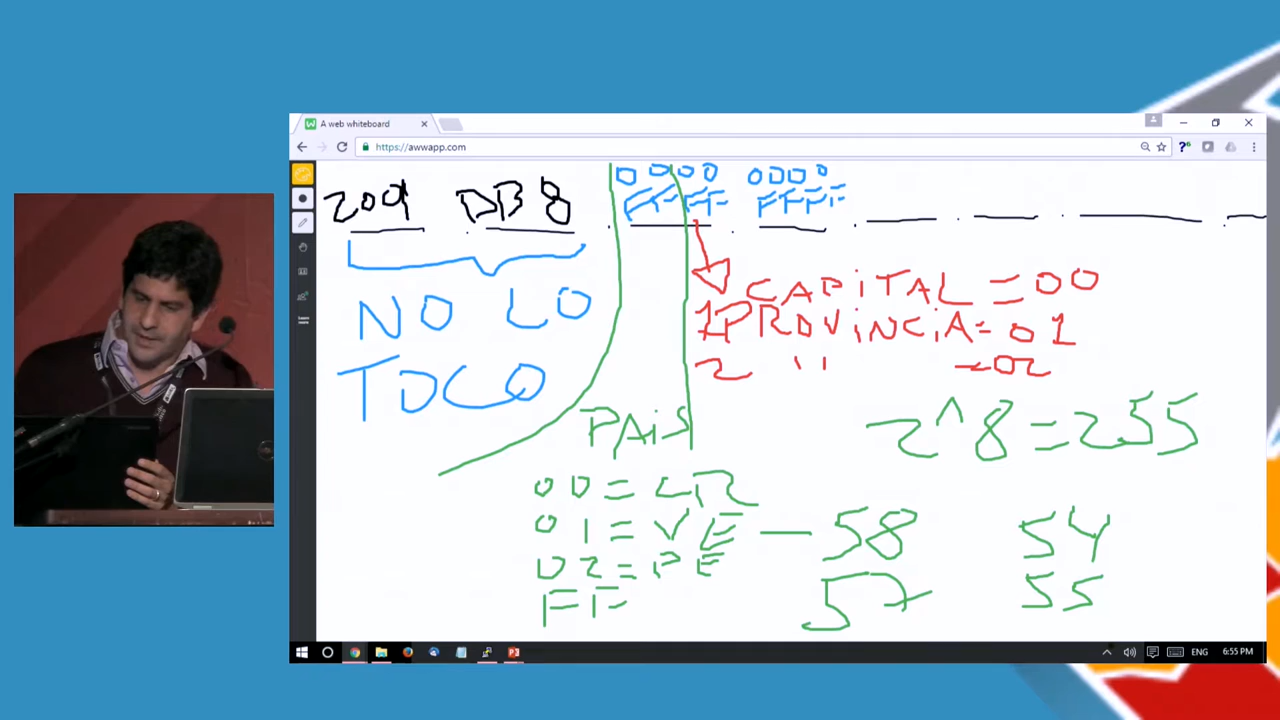 A web whiteboard
https://awwapp.com
0000 0000
2001 DB8 FFFF FFFF
NO LO
TOCO
CAPiTAL = 00
1PROViNCiA= 01
2 '' =02
PAiS
2^8=255
00=CR
01=VE — 58 54
02=PE
FF 57 55
ENG 6:55 PM